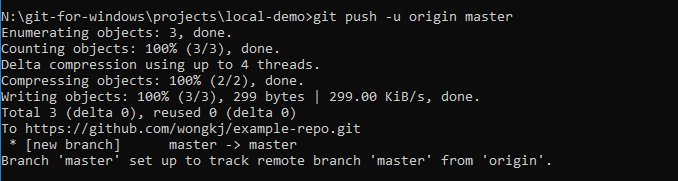 N:\git-for-windows\projects\local-demo>git push -u origin master
Enumerating objects: 3, done.
Counting objects: 100% (3/3), done.
Delta compression using up to 4 threads.
Compressing objects: 100% (2/2), done.
Writing objects: 100% (3/3), 299 bytes | 299.00 KiB/s, done.
Total 3 (delta 0), reused 0 (delta 0)
To https://github.com/wongkj/example-repo.git
 * [new branch]      master -> master
Branch 'master' set up to track remote branch 'master' from 'origin'.